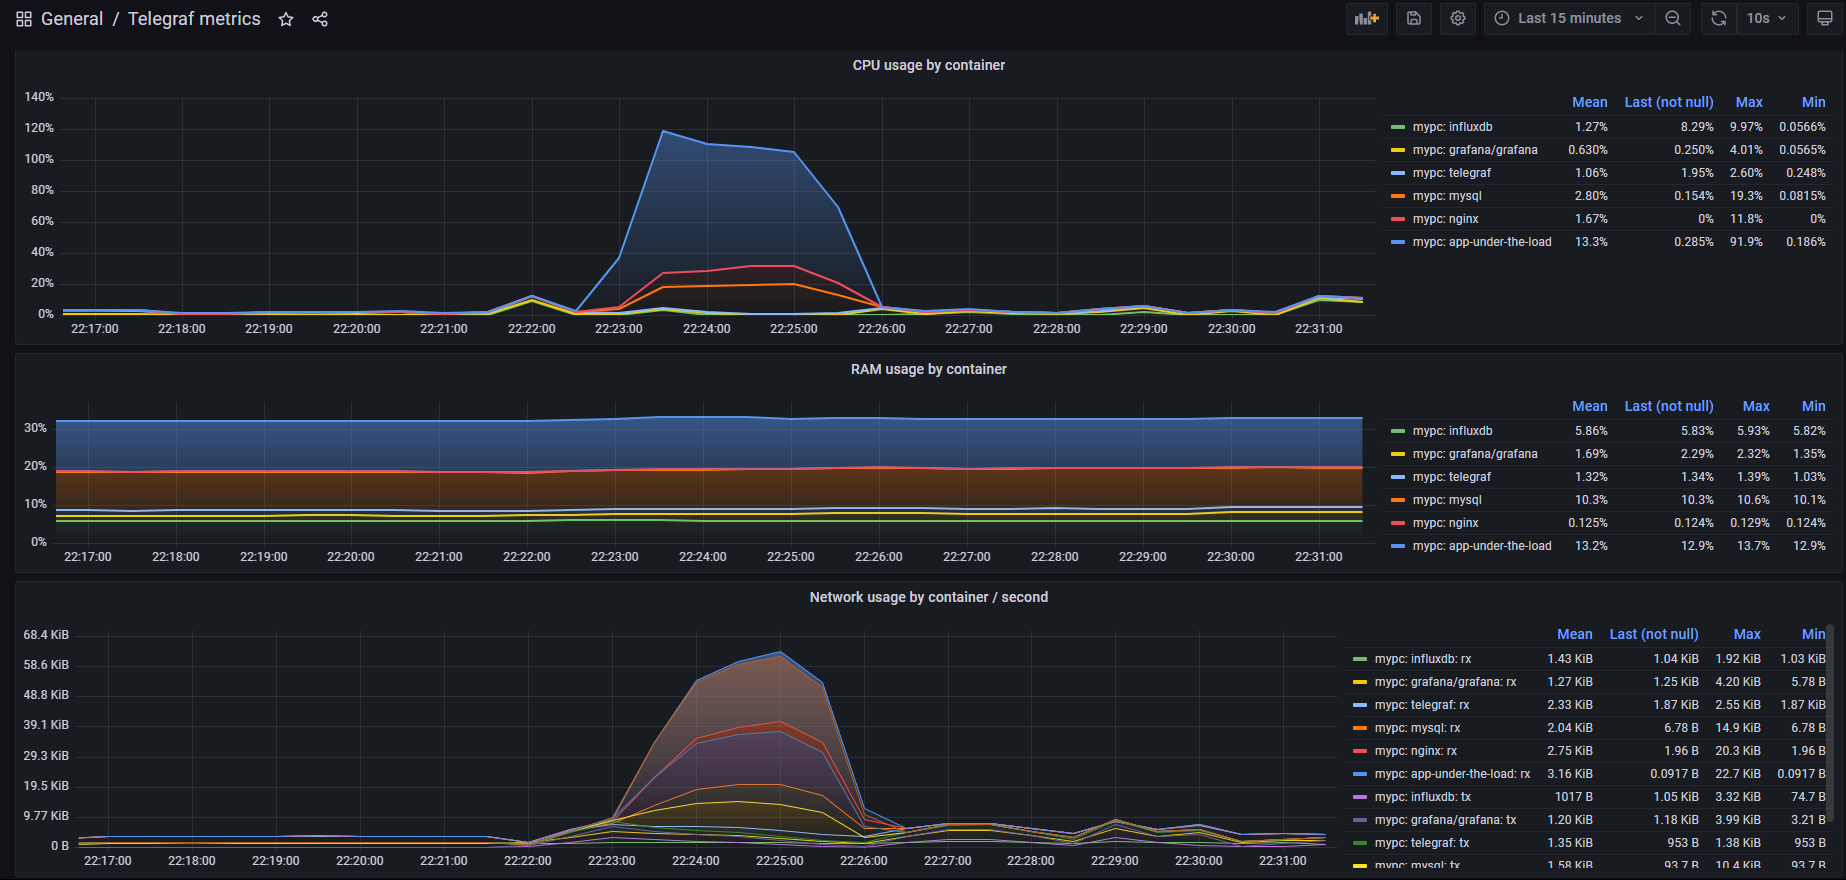 General / Telegraf metrics
Last 15 minutes
10s
CPU usage by container
140%
120%
100%
80%
60%
40%
20%
0%
22:17:00 22:18:00 22:19:00 22:20:00 22:21:00 22:22:00 22:23:00 22:24:00 22:25:00 22:26:00 22:27:00 22:28:00 22:29:00 22:30:00 22:31:00
Mean Last (not null) Max Min
mypc: influxdb 1.27% 8.29% 9.97% 0.0566%
mypc: grafana/grafana 0.630% 0.250% 4.01% 0.0565%
mypc: telegraf 1.06% 1.95% 2.60% 0.248%
mypc: mysql 2.80% 0.154% 19.3% 0.0815%
mypc: nginx 1.67% 0% 11.8% 0%
mypc: app-under-the-load 13.3% 0.285% 91.9% 0.186%
RAM usage by container
30%
20%
10%
0%
22:17:00 22:18:00 22:19:00 22:20:00 22:21:00 22:22:00 22:23:00 22:24:00 22:25:00 22:26:00 22:27:00 22:28:00 22:29:00 22:30:00 22:31:00
Mean Last (not null) Max Min
mypc: influxdb 5.86% 5.83% 5.93% 5.82%
mypc: grafana/grafana 1.69% 2.29% 2.32% 1.35%
mypc: telegraf 1.32% 1.34% 1.39% 1.03%
mypc: mysql 10.3% 10.3% 10.6% 10.1%
mypc: nginx 0.125% 0.124% 0.129% 0.124%
mypc: app-under-the-load 13.2% 12.9% 13.7% 12.9%
Network usage by container / second
68.4 KiB
58.6 KiB
48.8 KiB
39.1 KiB
29.3 KiB
19.5 KiB
9.77 KiB
0 B
22:17:00 22:18:00 22:19:00 22:20:00 22:21:00 22:22:00 22:23:00 22:24:00 22:25:00 22:26:00 22:27:00 22:28:00 22:29:00 22:30:00 22:31:00
Mean Last (not null) Max Min
mypc: influxdb: rx 1.43 KiB 1.04 KiB 1.92 KiB 1.03 KiB
mypc: grafana/grafana: rx 1.27 KiB 1.25 KiB 4.20 KiB 5.78 B
mypc: telegraf: rx 2.33 KiB 1.87 KiB 2.55 KiB 1.87 KiB
mypc: mysql: rx 2.04 KiB 6.78 B 14.9 KiB 6.78 B
mypc: nginx: rx 2.75 KiB 1.96 B 20.3 KiB 1.96 B
mypc: app-under-the-load: rx 3.16 KiB 0.0917 B 22.7 KiB 0.0917 B
mypc: influxdb: tx 1017 B 1.05 KiB 3.32 KiB 74.7 B
mypc: grafana/grafana: tx 1.20 KiB 1.18 KiB 3.99 KiB 3.21 B
mypc: telegraf: tx 1.35 KiB 953 B 1.38 KiB 953 B
mypc: mysql: tx 1.58 KiB 93.7 B 10.4 KiB 93.7 B